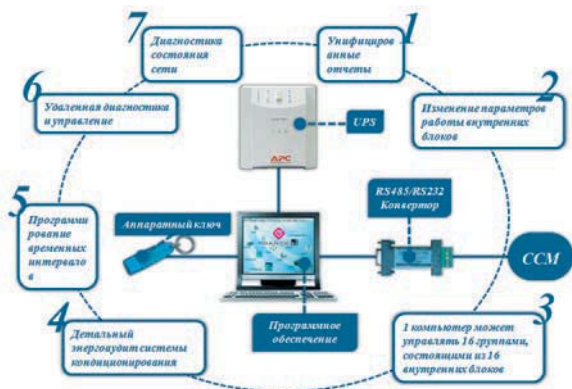 7
Диагностика
состояния
сети
1
Унифициров
анные
отчеты
6
Удаленная диагностика
и управление
2
Изменение параметров
работы внутренних
блоков
APC
UPS
RS485/RS232
Конвертор
5
Программи
рование
временных
интервало
в
Аппаратный ключ
CCM
4
Детальный
энергоаудит системы
кондиционирования
Программное
обеспечение
3
1 компьютер может
управлять 16 группами,
состоящими из 16
внутренних блоков